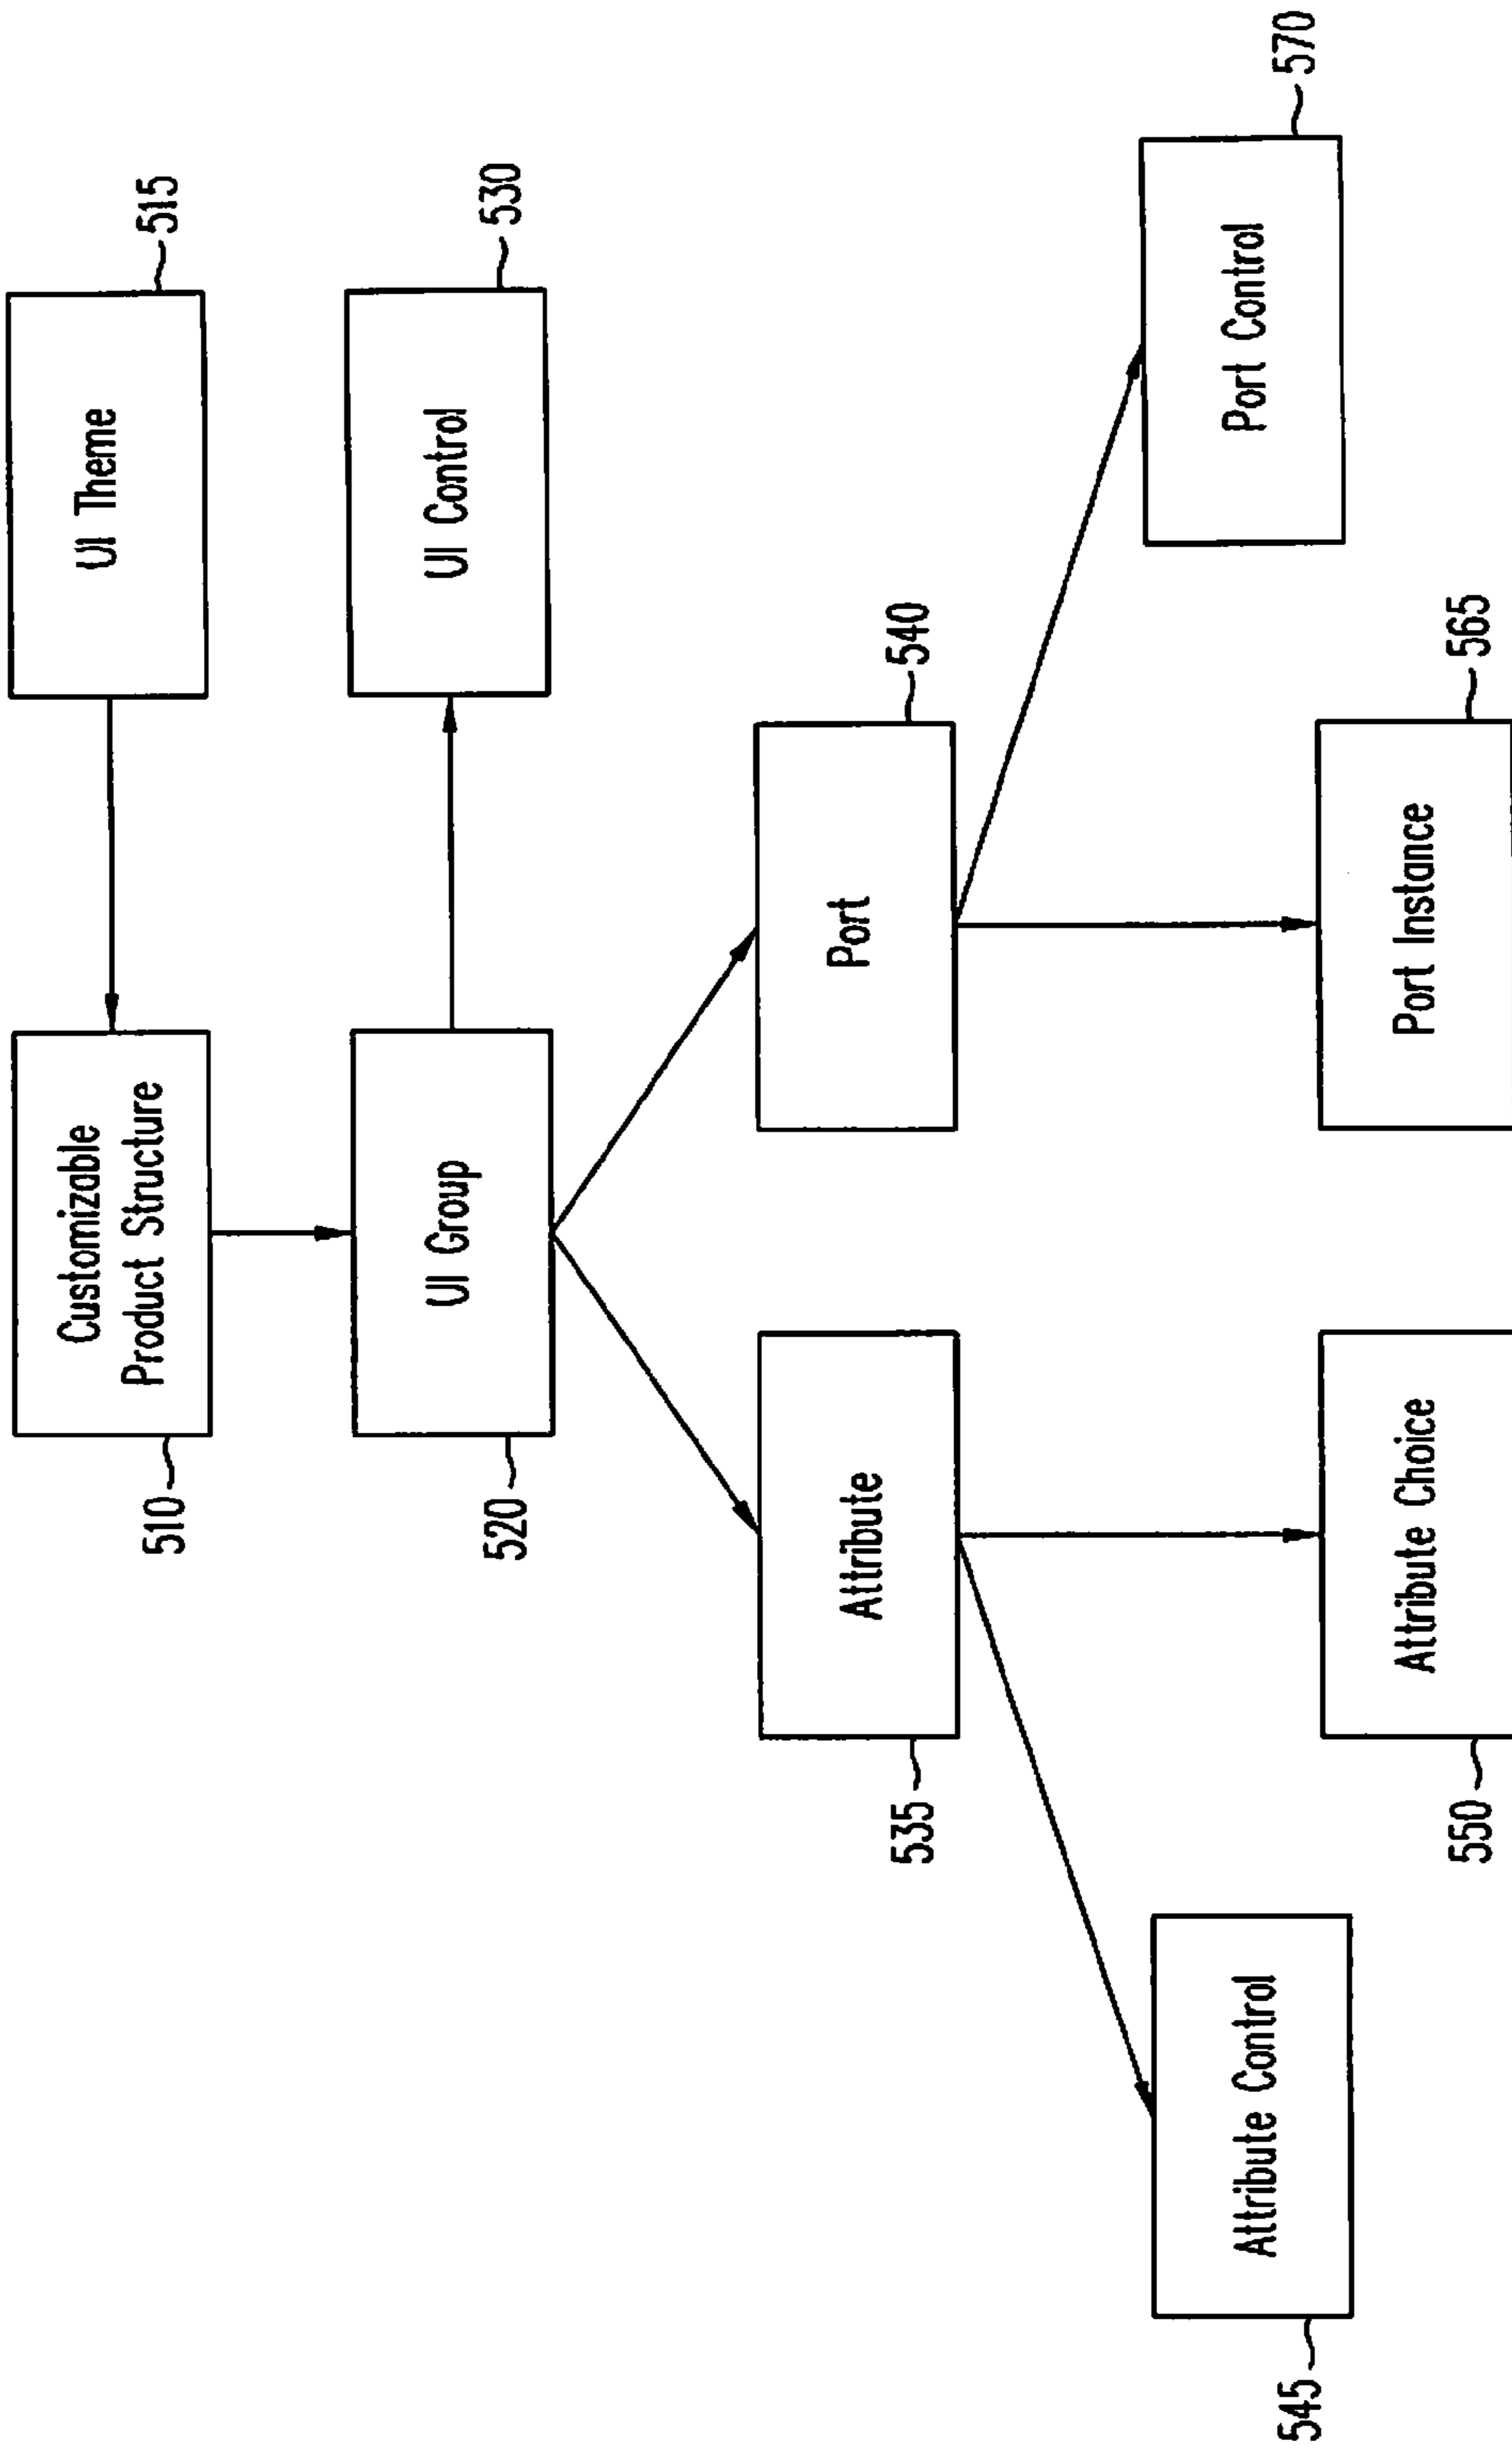 Customizable
Product Structure
510
UI Theme
515
UI Group
520
UI Control
530
Attribute
535
Port
540
Attribute Control
545
Port Control
570
Attribute Choice
550
Port Instance
565